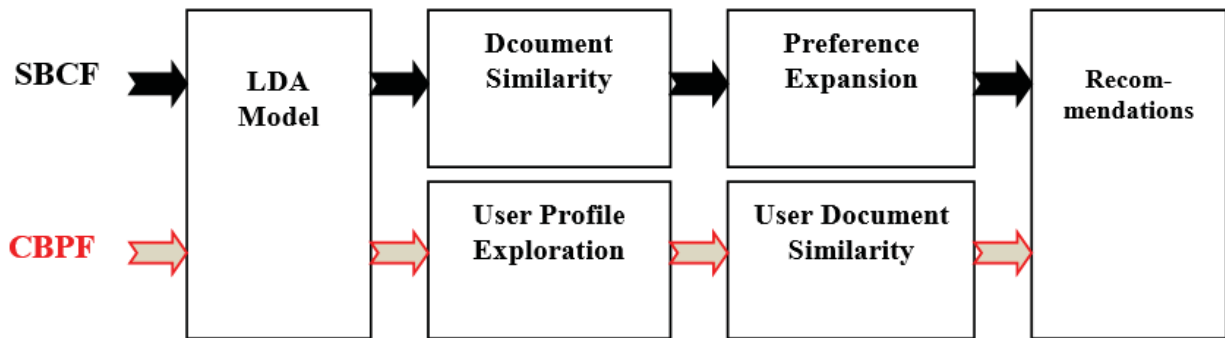 SBCF
LDA
Model
Dcoument
Similarity
Preference
Expansion
Recom-
mendations
CBPF
User Profile
Exploration
User Document
Similarity